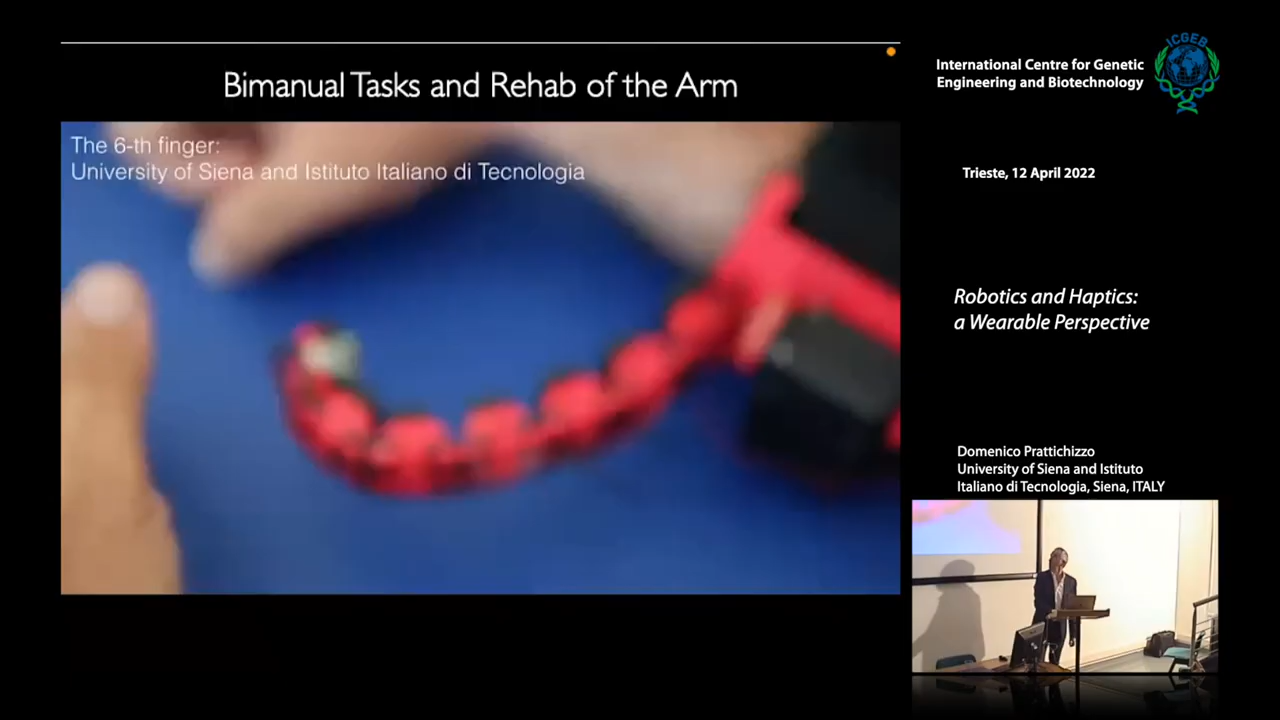 Bimanual Tasks and Rehab of the Arm
The 6-th finger:
University of Siena and Istituto Italiano di Tecnologia
International Centre for Genetic
Engineering and Biotechnology
ICGEB
Trieste, 12 April 2022
Robotics and Haptics:
a Wearable Perspective
Domenico Prattichizzo
University of Siena and Istituto
Italiano di Tecnologia, Siena, ITALY